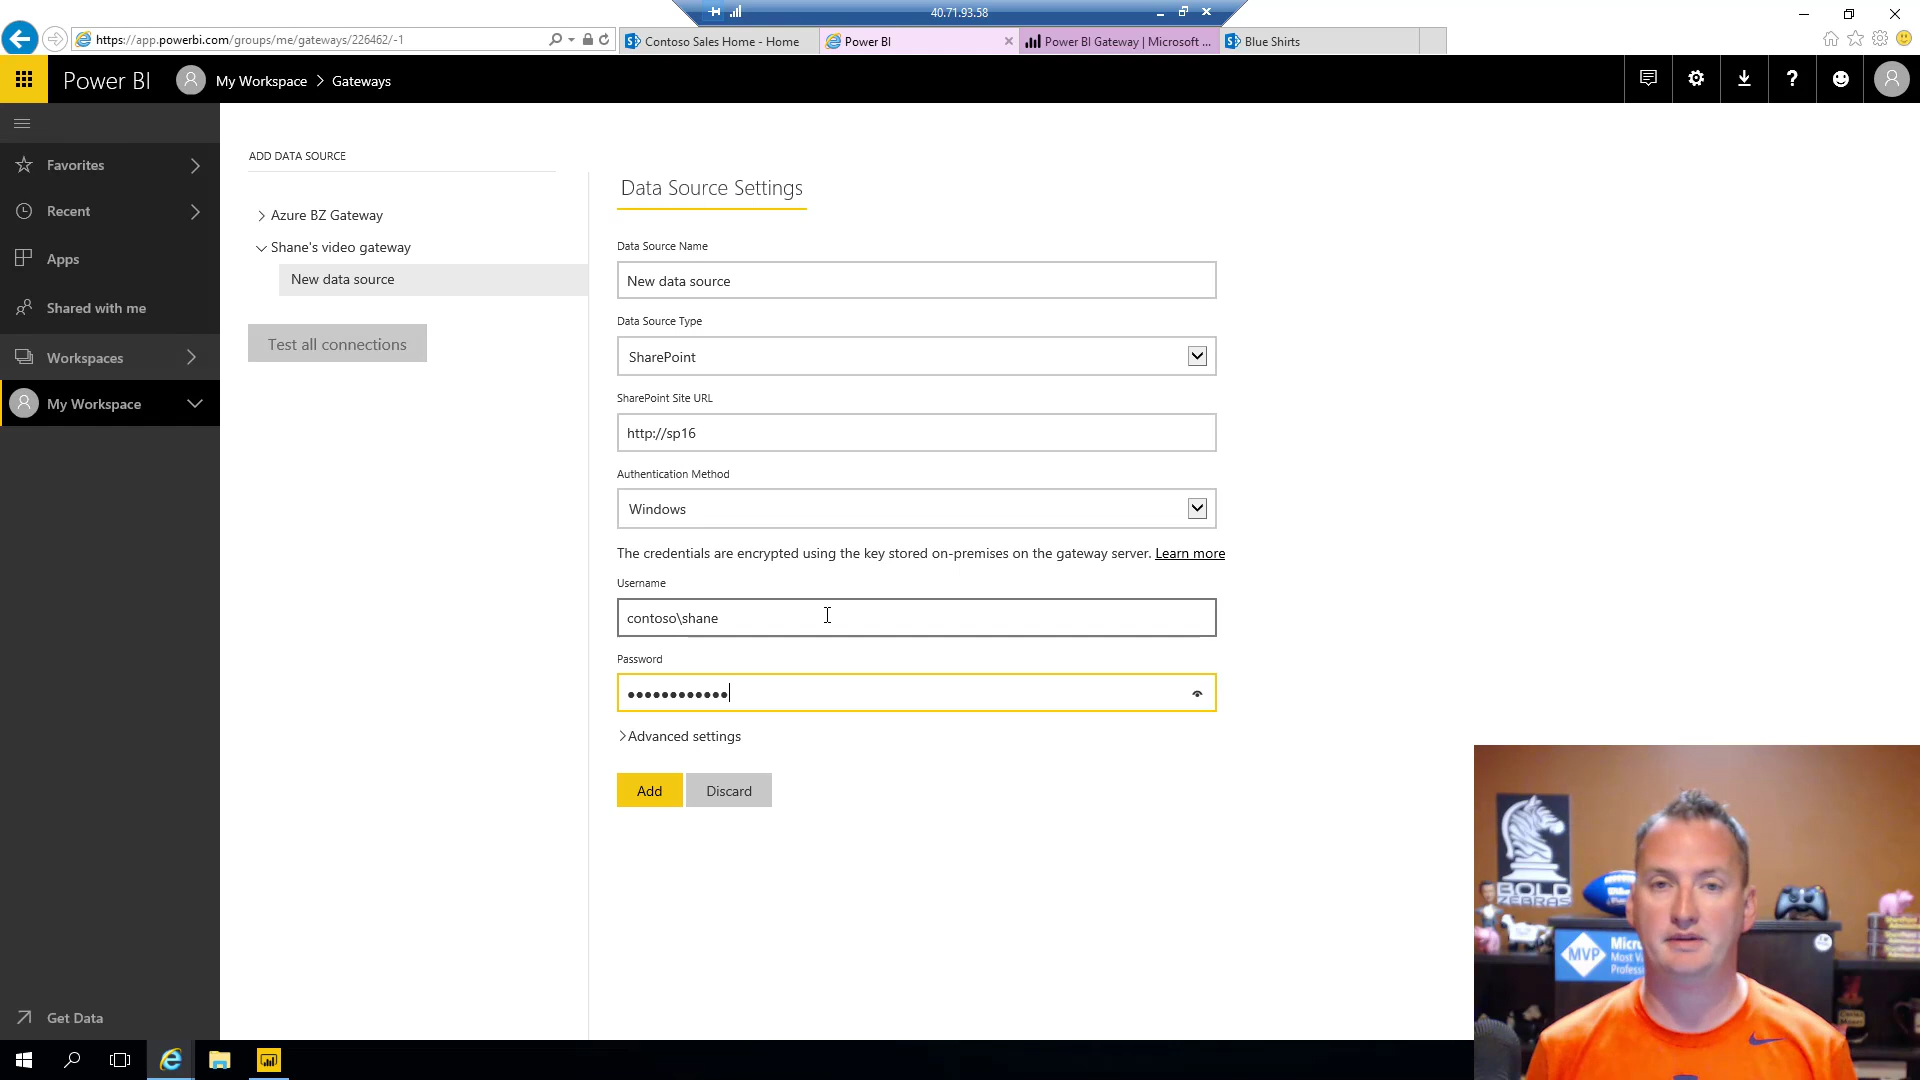 40.71.93.58
https://app.powerbi.com/groups/me/gateways/226462/-1
Contoso Sales Home - Home
Power BI
Power BI Gateway | Microsoft ...
Blue Shirts
Power BI
My Workspace > Gateways
Favorites
Recent
Apps
Shared with me
Workspaces
My Workspace
Get Data
ADD DATA SOURCE
Azure BZ Gateway
Shane's video gateway
New data source
Test all connections
Data Source Settings
Data Source Name
New data source
Data Source Type
SharePoint
SharePoint Site URL
http://sp16
Authentication Method
Windows
The credentials are encrypted using the key stored on-premises on the gateway server. Learn more
Username
contoso\shane
Password
●●●●●●●●●●●●
Advanced settings
Add
Discard
BOLD
ZEBRAS
MVP
Most